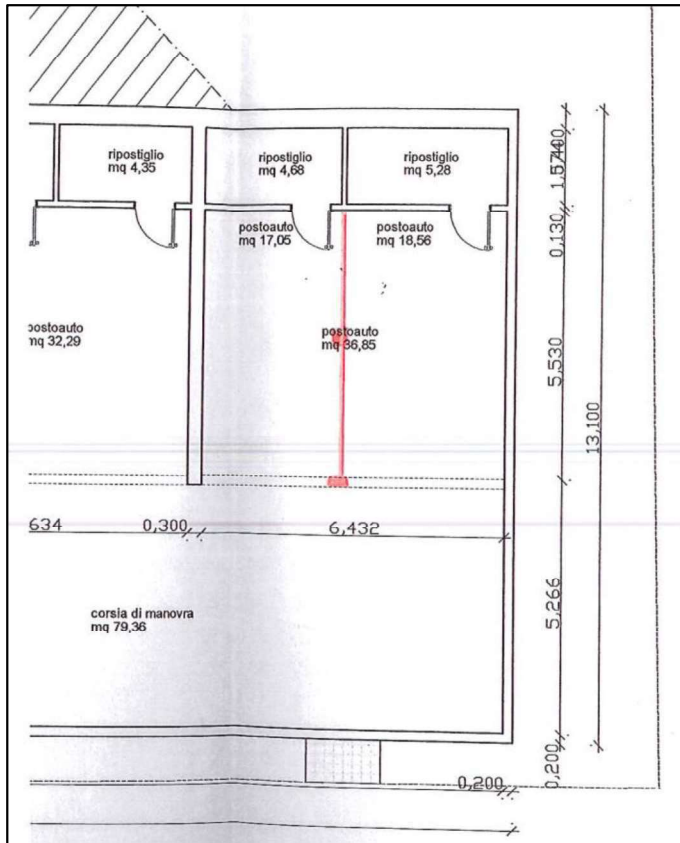 ripostiglio
mq 4,35
ripostiglio
mq 4,68
ripostiglio
mq 5,28
postoauto
mq 17,05
postoauto
mq 18,56
postoauto
mq 32,29
postoauto
mq 36,85
634
0,300
6,432
corsia di manovra
mq 79,36
0,130
5,530
13,100
5,266
0,200
0,200